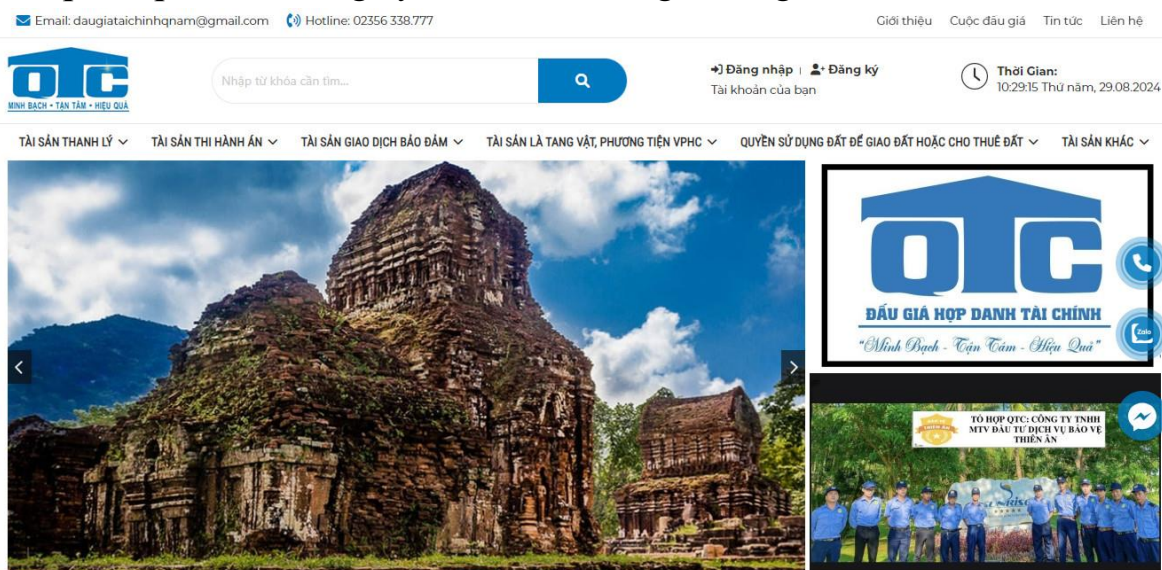 Email: daugiataichinhqnam@gmail.com
Hotline: 02356 338.777
Giới thiệu Cuộc đấu giá Tin tức Liên hệ
QTC
MINH BẠCH • TẬN TÂM • HIỆU QUẢ
Nhập từ khóa cần tìm...
Đăng nhập | Đăng ký
Tài khoản của bạn
Thời Gian:
10:29:15 Thứ năm, 29.08.2024
TÀI SẢN THANH LÝ TÀI SẢN THI HÀNH ÁN TÀI SẢN GIAO DỊCH BẢO ĐẢM TÀI SẢN LÀ TANG VẬT, PHƯƠNG TIỆN VPHC QUYỀN SỬ DỤNG ĐẤT ĐỂ GIAO ĐẤT HOẶC CHO THUÊ ĐẤT TÀI SẢN KHÁC
QTC
ĐẤU GIÁ HỢP DANH TÀI CHÍNH
"Minh Bạch - Tận Tâm - Hiệu Quả"
Zalo
TỔ HỢP QTC: CÔNG TY TNHH
MTV ĐẦU TƯ DỊCH VỤ BẢO VỆ
THIÊN ÂN